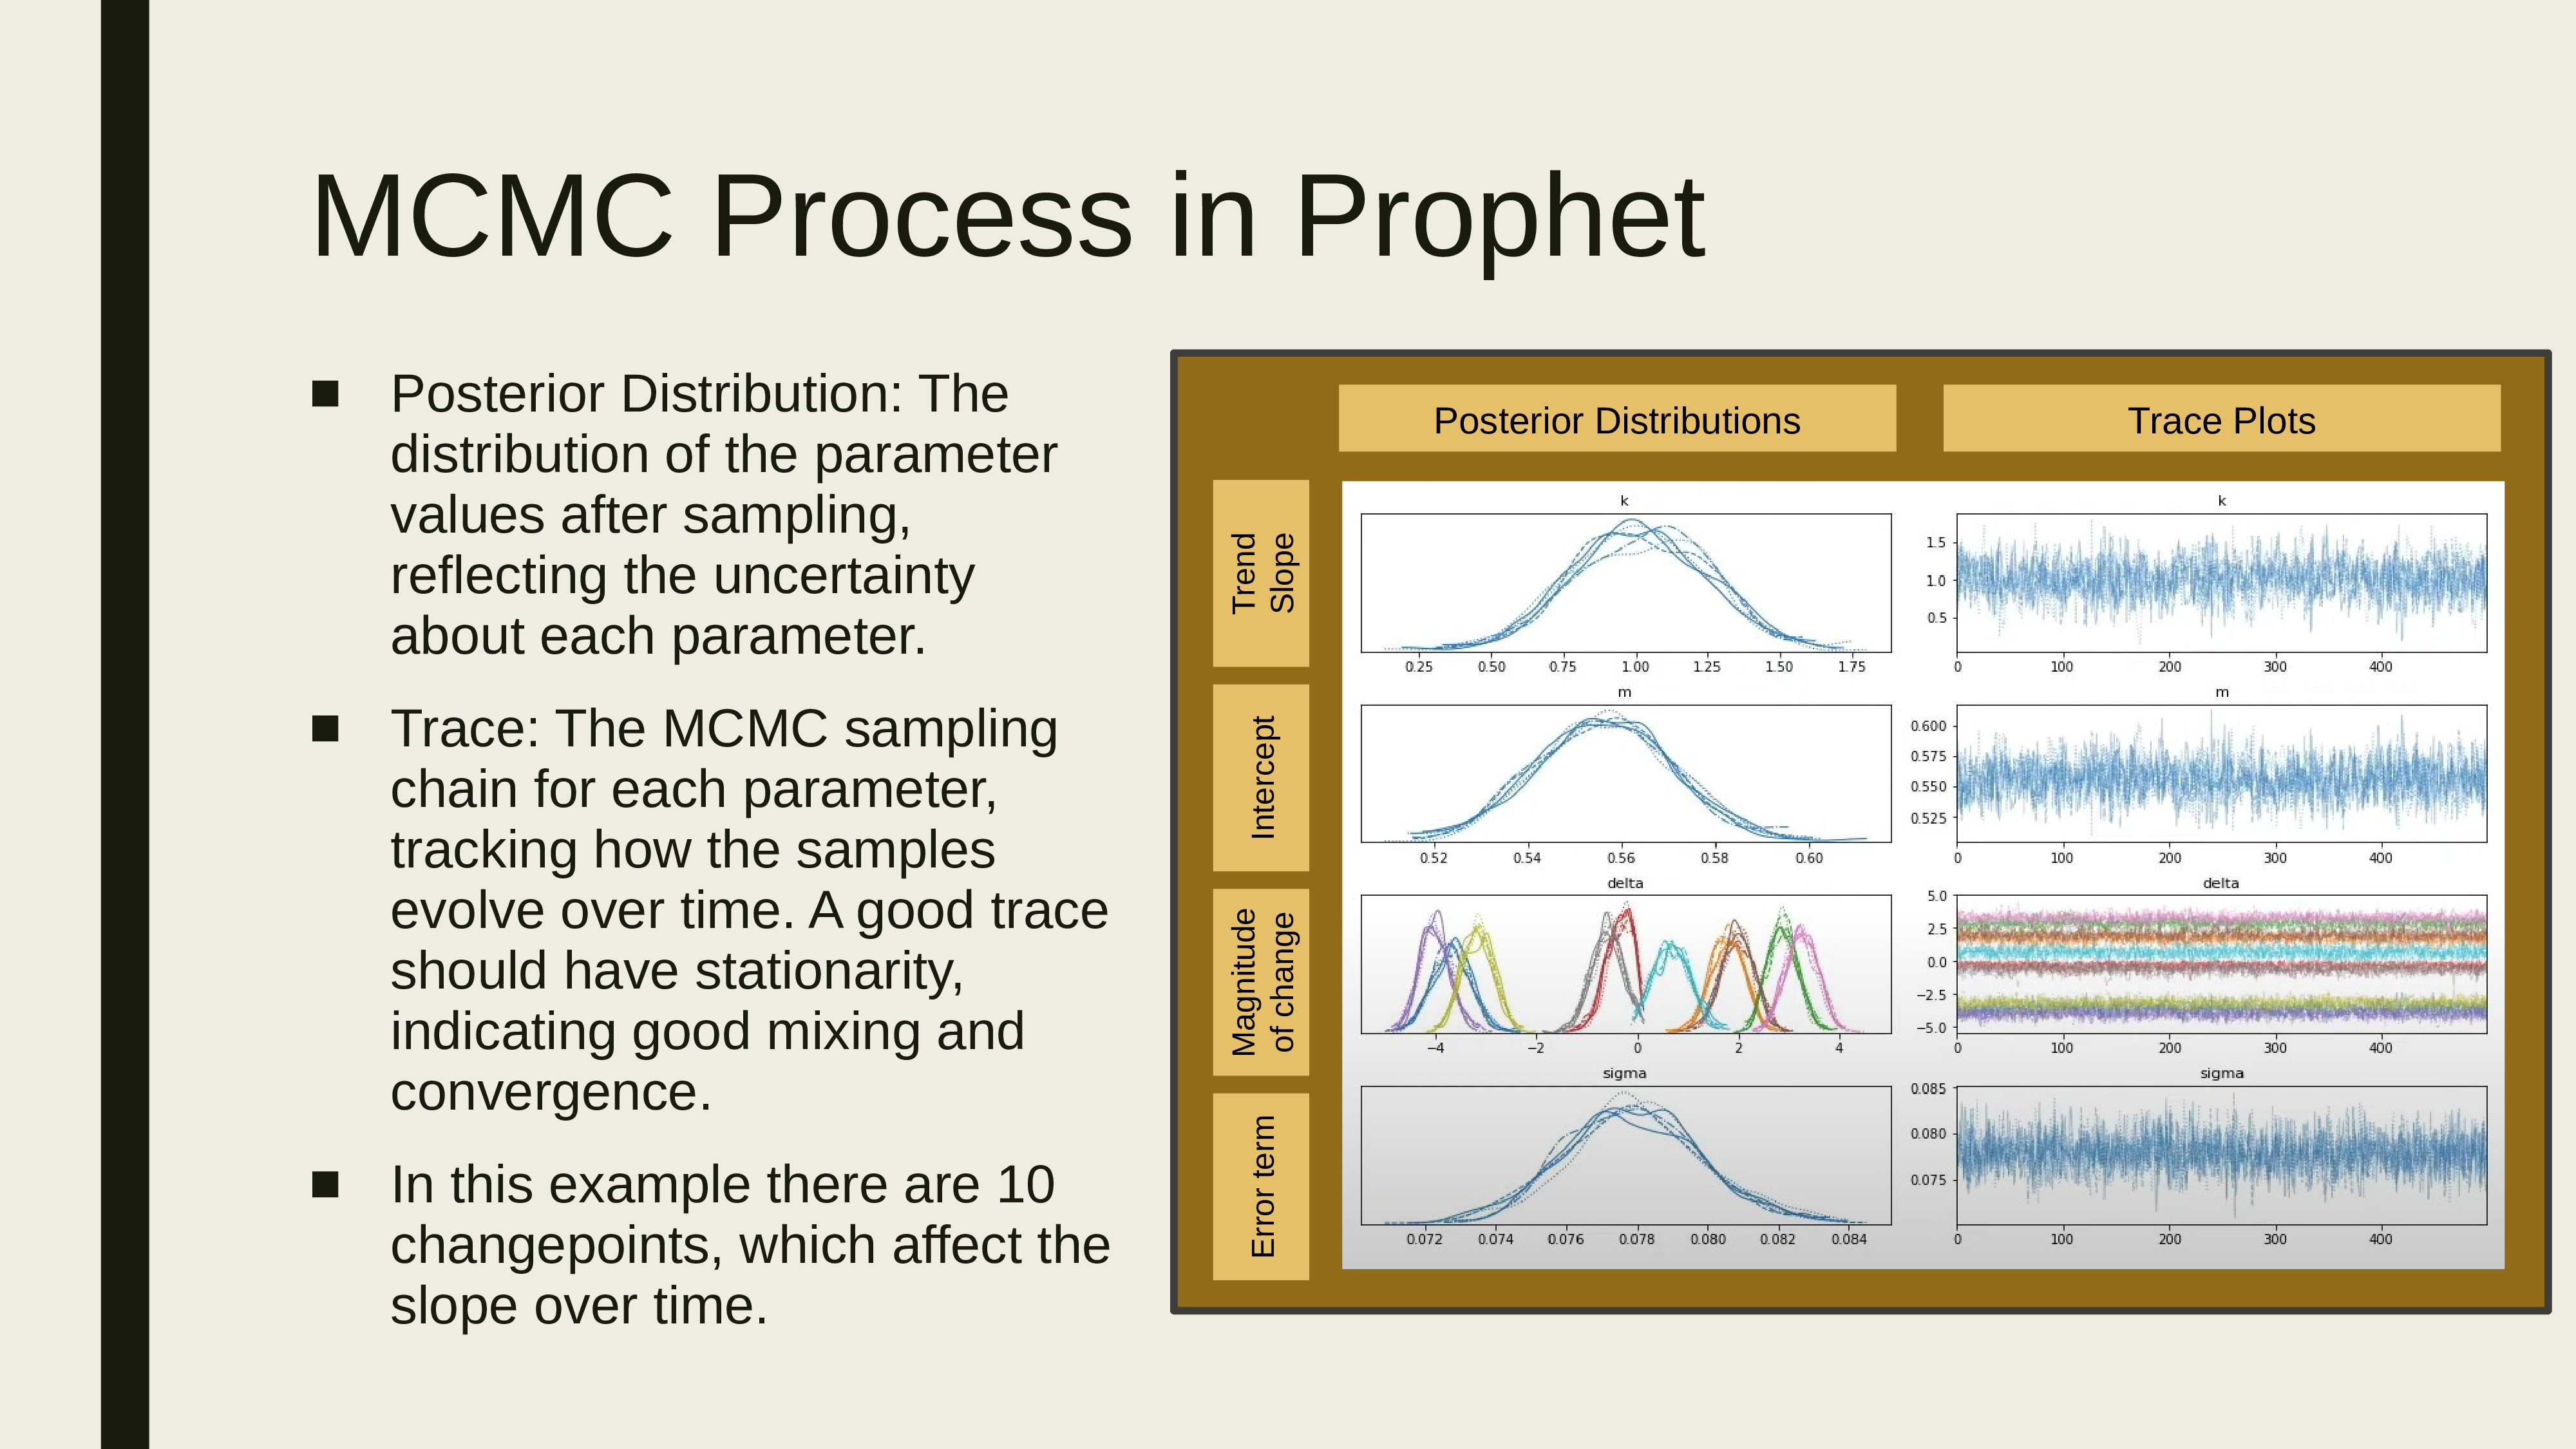 MCMC Process in Prophet
■ Posterior Distribution: The
distribution of the parameter
values after sampling,
reflecting the uncertainty
about each parameter.
■ Trace: The MCMC sampling
chain for each parameter,
tracking how the samples
evolve over time. A good trace
should have stationarity,
indicating good mixing and
convergence.
■ In this example there are 10
changepoints, which affect the
slope over time.
Posterior Distributions
Trace Plots
Trend
Slope
k
0.25 0.50 0.75 1.00 1.25 1.50 1.75
k
1.5
1.0
0.5
0 100 200 300 400
Intercept
m
0.52 0.54 0.56 0.58 0.60
m
0.600
0.575
0.550
0.525
0 100 200 300 400
Magnitude
of change
delta
−4 −2 0 2 4
delta
5.0
2.5
0.0
−2.5
−5.0
0 100 200 300 400
Error term
sigma
0.072 0.074 0.076 0.078 0.080 0.082 0.084
sigma
0.085
0.080
0.075
0 100 200 300 400